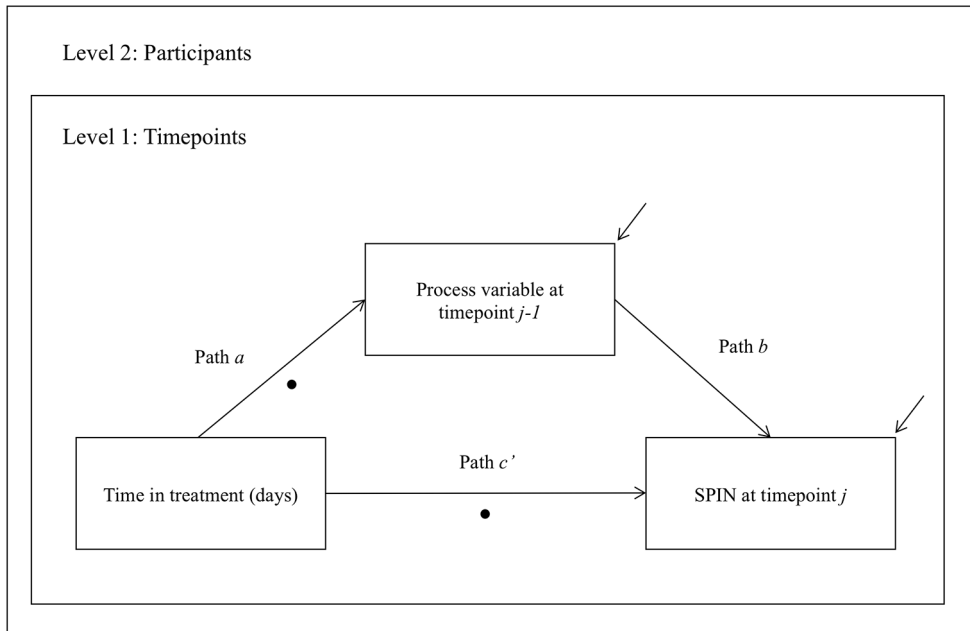 Level 2: Participants
Level 1: Timepoints
Process variable at
timepoint j-1
Path a
Path b
Path c’
Time in treatment (days)
SPIN at timepoint j